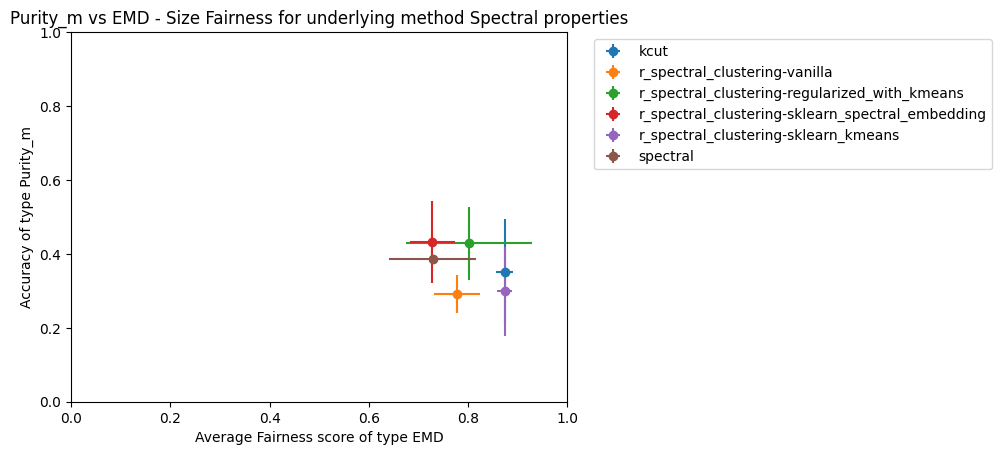 Purity_m vs EMD - Size Fairness for underlying method Spectral properties
1.0
0.8
0.6
0.4
0.2
0.0
Accuracy of type Purity_m
0.0 0.2 0.4 0.6 0.8 1.0
Average Fairness score of type EMD
kcut
r_spectral_clustering-vanilla
r_spectral_clustering-regularized_with_kmeans
r_spectral_clustering-sklearn_spectral_embedding
r_spectral_clustering-sklearn_kmeans
spectral